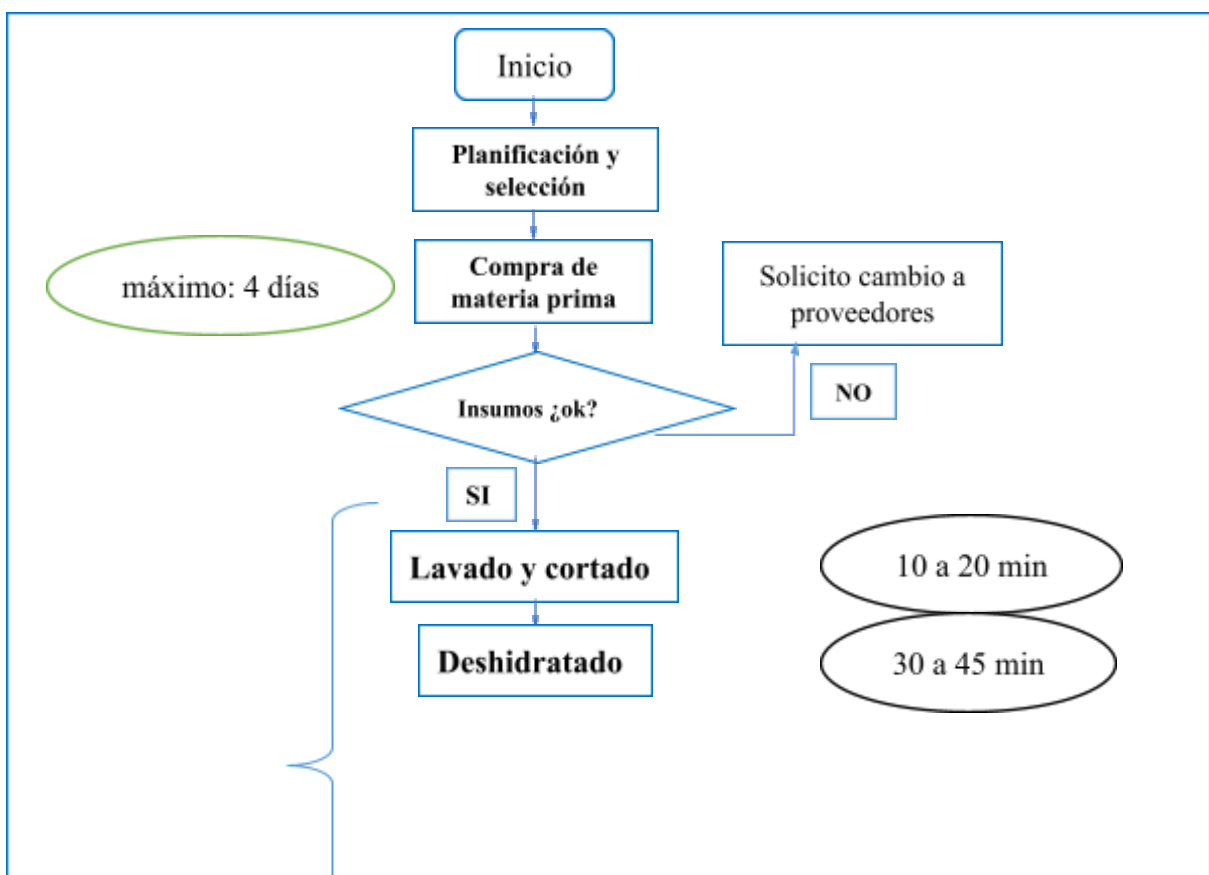 Inicio
Planificación y
selección
máximo: 4 días
Compra de
materia prima
Solicito cambio a
proveedores
Insumos ¿ok?
NO
SI
Lavado y cortado
10 a 20 min
Deshidratado
30 a 45 min